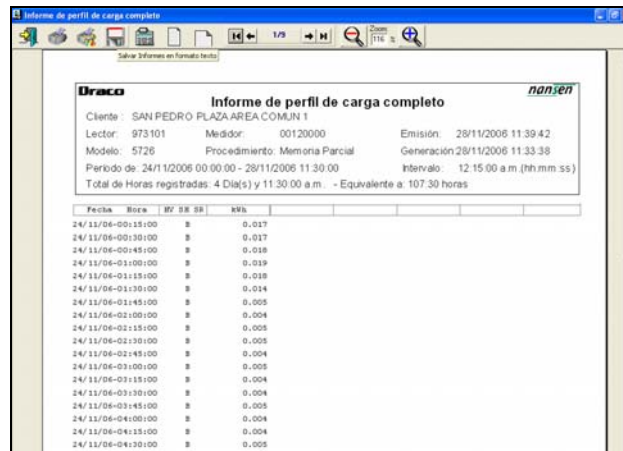 Informe de perfil de carga completo
1/9
Zoom
116 %
Salvar Informes en formato texto
Draco
nansen
Informe de perfil de carga completo
Cliente : SAN PEDRO PLAZA AREA COMUN 1
Lector: 973101 Medidor: 00120000 Emisión: 28/11/2006 11:39:42
Modelo: 5726 Procedimiento: Memoria Parcial Generación: 28/11/2006 11:33:38
Periodo de: 24/11/2006 00:00:00 - 28/11/2006 11:30:00 Intervalo: 12:15:00 a.m.(hh:mm:ss)
Total de Horas registradas: 4 Día(s) y 11:30:00 a.m. - Equivalente a: 107:30 horas
Fecha Hora HV SH SR kWh
24/11/06-00:15:00 B 0.017
24/11/06-00:30:00 B 0.017
24/11/06-00:45:00 B 0.018
24/11/06-01:00:00 B 0.019
24/11/06-01:15:00 B 0.018
24/11/06-01:30:00 B 0.014
24/11/06-01:45:00 B 0.005
24/11/06-02:00:00 B 0.004
24/11/06-02:15:00 B 0.005
24/11/06-02:30:00 B 0.005
24/11/06-02:45:00 B 0.004
24/11/06-03:00:00 B 0.005
24/11/06-03:15:00 B 0.004
24/11/06-03:30:00 B 0.004
24/11/06-03:45:00 B 0.005
24/11/06-04:00:00 B 0.004
24/11/06-04:15:00 B 0.004
24/11/06-04:30:00 B 0.005